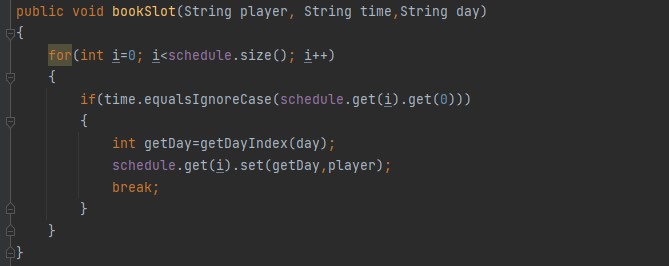 public void bookSlot(String player, String time,String day)
{
for(int i=0; i<schedule.size(); i++)
{
if(time.equalsIgnoreCase(schedule.get(i).get(0)))
{
int getDay=getDayIndex(day);
schedule.get(i).set(getDay,player);
break;
}
}
}